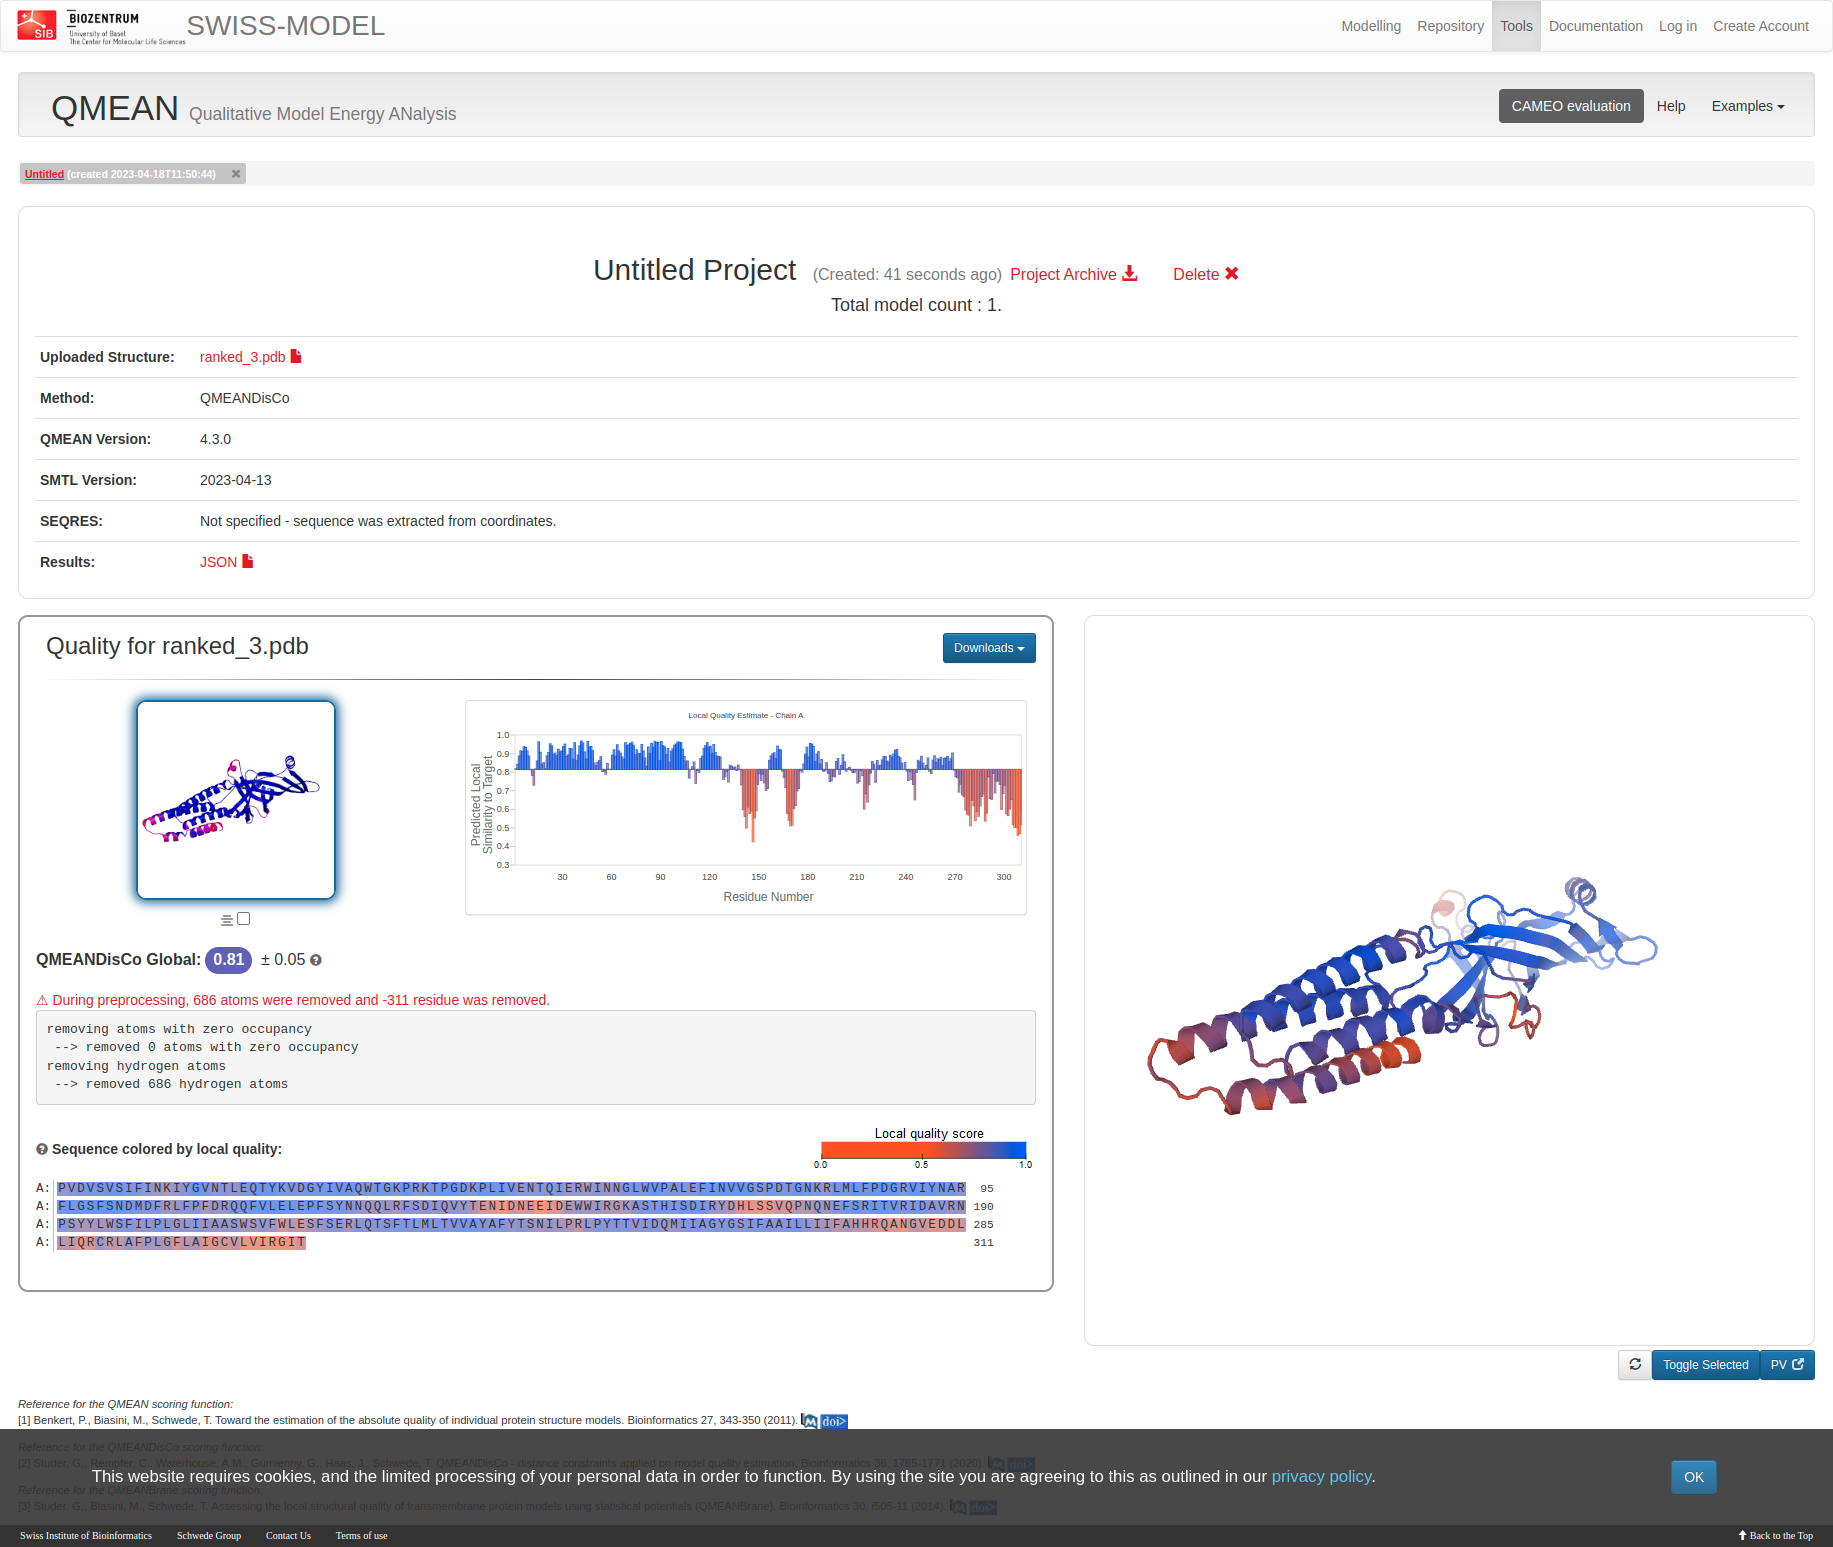 SIB
BIOZENTRUM
University of Basel
The Center for Molecular Life Sciences
SWISS-MODEL
Modelling Repository Tools Documentation Log in Create Account
QMEAN Qualitative Model Energy ANalysis
CAMEO evaluation Help Examples
Untitled (created 2023-04-18T11:50:44)
Untitled Project (Created: 41 seconds ago) Project Archive Delete
Total model count : 1.
Uploaded Structure: ranked_3.pdb
Method: QMEANDisCo
QMEAN Version: 4.3.0
SMTL Version: 2023-04-13
SEQRES: Not specified - sequence was extracted from coordinates.
Results: JSON
Quality for ranked_3.pdb
Downloads
Local Quality Estimate - Chain A
Predicted Local
Similarity to Target
1.0
0.9
0.8
0.7
0.6
0.5
0.4
0.3
30 60 90 120 150 180 210 240 270 300
Residue Number
QMEANDisCo Global: 0.81 ± 0.05
⚠ During preprocessing, 686 atoms were removed and -311 residue was removed.
removing atoms with zero occupancy
--> removed 0 atoms with zero occupancy
removing hydrogen atoms
--> removed 686 hydrogen atoms
Sequence colored by local quality:
Local quality score
0.0 0.5 1.0
A: PVDVSVSIFINKIYGVNTLEQTYKVDGYIVAQWTGKPRKTPGDKPLIVENTQIERWINNGLWVPALEFINVVGSPDTGNKRLMLFPDGRVIYNAR 95
A: FLGSFSNDMDFRLFPFDRQQFVLELEPFSYNNQQLRFSDIQVYTENIDNEEIDEWWIRGKASTHISDIRYDHLSSVQPNQNEFSRITVRIDAVRN 190
A: PSYYLWSFILPLGLIIAASWSVFWLESFSERLQTSFTLMLTVVAYAFYTSNILPRLPYTTVIDQMIIAGYGSIFAAILLIIFAHHRQANGVEDDL 285
A: LIQRCRLAFPLGFLAIGCVLVIRGIT 311
Toggle Selected PV
Reference for the QMEAN scoring function:
[1] Benkert, P., Biasini, M., Schwede, T. Toward the estimation of the absolute quality of individual protein structure models. Bioinformatics 27, 343-350 (2011). doi>
Reference for the QMEANDisCo scoring function:
[2] Studer, G., Rempfer, C., Waterhouse, A.M., Gumienny, G., Haas, J., Schwede, T. QMEANDisCo - distance constraints applied on model quality estimation. Bioinformatics 36, 1765-1771 (2020). doi>
This website requires cookies, and the limited processing of your personal data in order to function. By using the site you are agreeing to this as outlined in our privacy policy. OK
Reference for the QMEANBrane scoring function:
[3] Studer, G., Biasini, M., Schwede, T. Assessing the local structural quality of transmembrane protein models using statistical potentials (QMEANBrane). Bioinformatics 30, i505-11 (2014). doi>
Swiss Institute of Bioinformatics Schwede Group Contact Us Terms of use Back to the Top